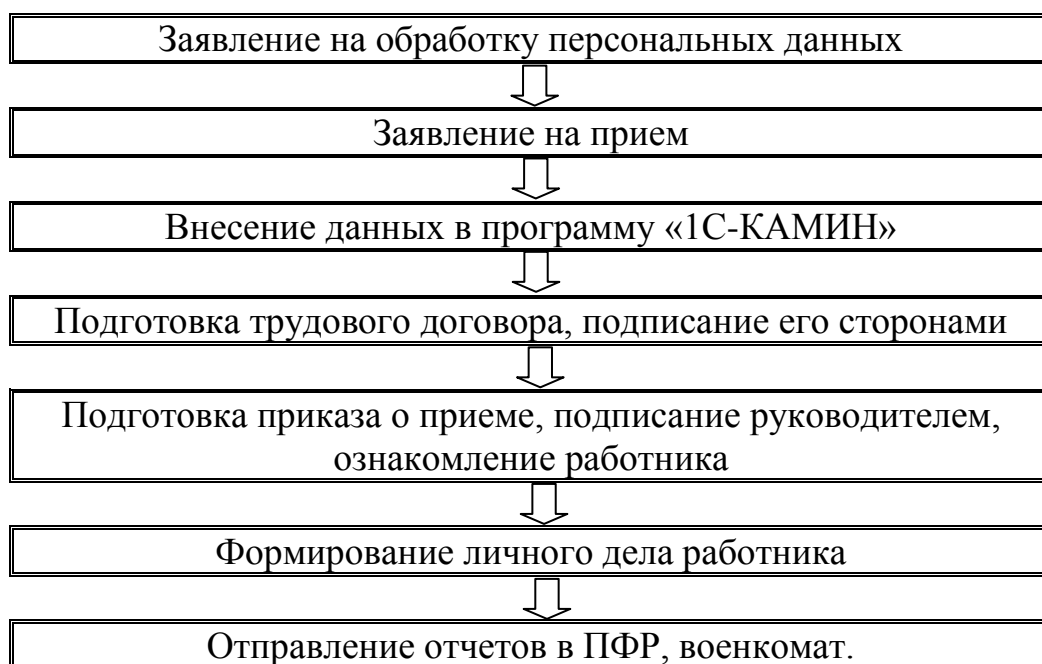 Заявление на обработку персональных данных
Заявление на прием
Внесение данных в программу «1С-КАМИН»
Подготовка трудового договора, подписание его сторонами
Подготовка приказа о приеме, подписание руководителем,
ознакомление работника
Формирование личного дела работника
Отправление отчетов в ПФР, военкомат.